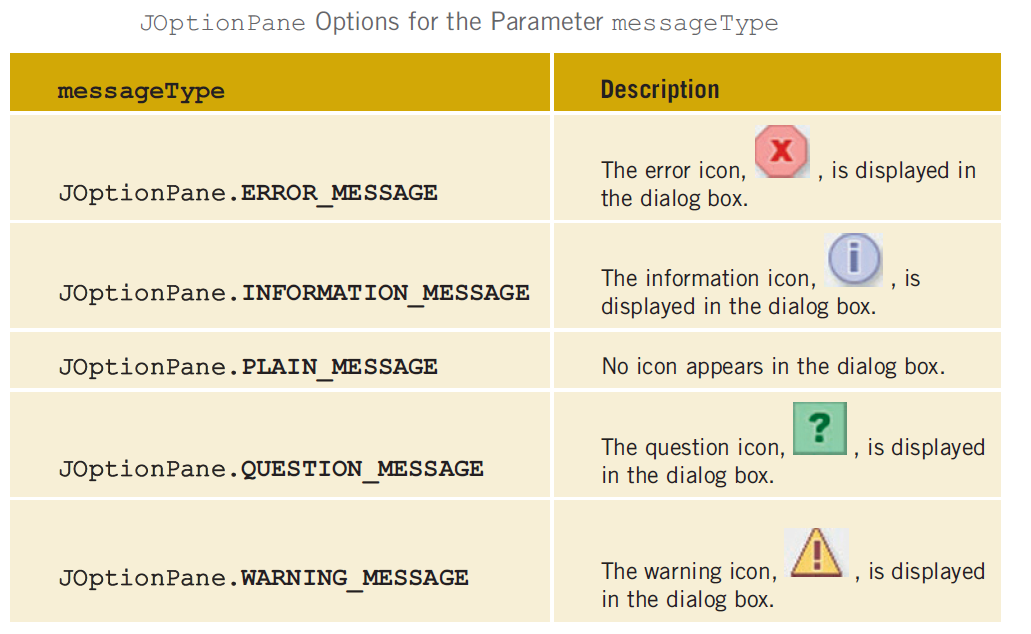 JOptionPane Options for the Parameter messageType
messageType Description
The error icon, X , is displayed in
JOptionPane.ERROR_MESSAGE the dialog box.
The information icon, i , is
JOptionPane.INFORMATION_MESSAGE displayed in the dialog box.
JOptionPane.PLAIN_MESSAGE No icon appears in the dialog box.
The question icon, ? , is displayed
JOptionPane.QUESTION_MESSAGE in the dialog box.
The warning icon, ! , is displayed
JOptionPane.WARNING_MESSAGE in the dialog box.